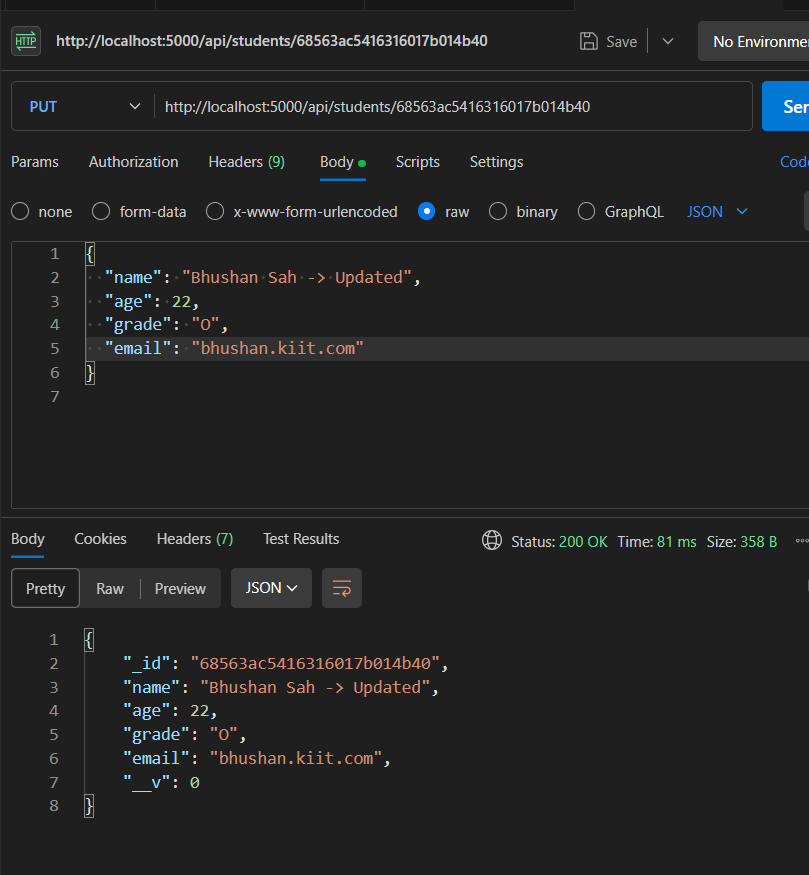 HTTP http://localhost:5000/api/students/68563ac5416316017b014b40 Save No Environme
PUT http://localhost:5000/api/students/68563ac5416316017b014b40 Ser
Params Authorization Headers (9) Body Scripts Settings Code
none form-data x-www-form-urlencoded raw binary GraphQL JSON
1 {
2 "name": "Bhushan Sah -> Updated",
3 "age": 22,
4 "grade": "O",
5 "email": "bhushan.kiit.com"
6 }
7
Body Cookies Headers (7) Test Results Status: 200 OK Time: 81 ms Size: 358 B
Pretty Raw Preview JSON
1 {
2 "_id": "68563ac5416316017b014b40",
3 "name": "Bhushan Sah -> Updated",
4 "age": 22,
5 "grade": "O",
6 "email": "bhushan.kiit.com",
7 "__v": 0
8 }